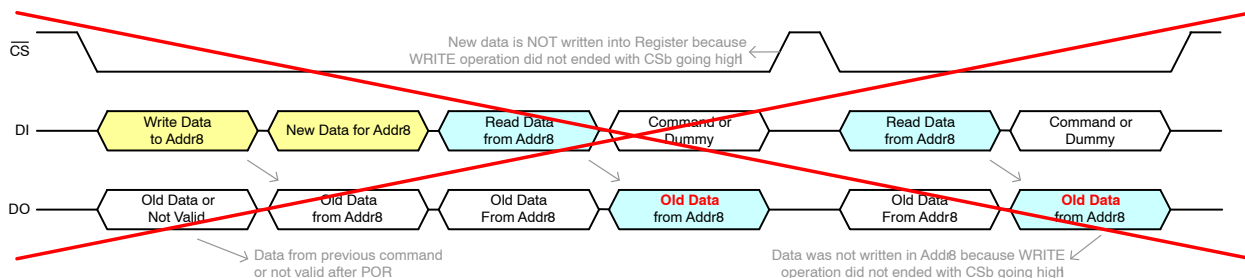 CS
New data is NOT written into Register because
WRITE operation did not ended with CSb going high
DI
Write Data
to Addr8
New Data for Addr8
Read Data
from Addr8
Command or
Dummy
Read Data
from Addr8
Command or
Dummy
DO
Old Data or
Not Valid
Old Data
from Addr8
Old Data
From Addr8
Old Data
from Addr8
Old Data
From Addr8
Old Data
from Addr8
Data from previous command
or not valid after POR
Data was not written in Addr8 because WRITE
operation did not ended with CSb going high